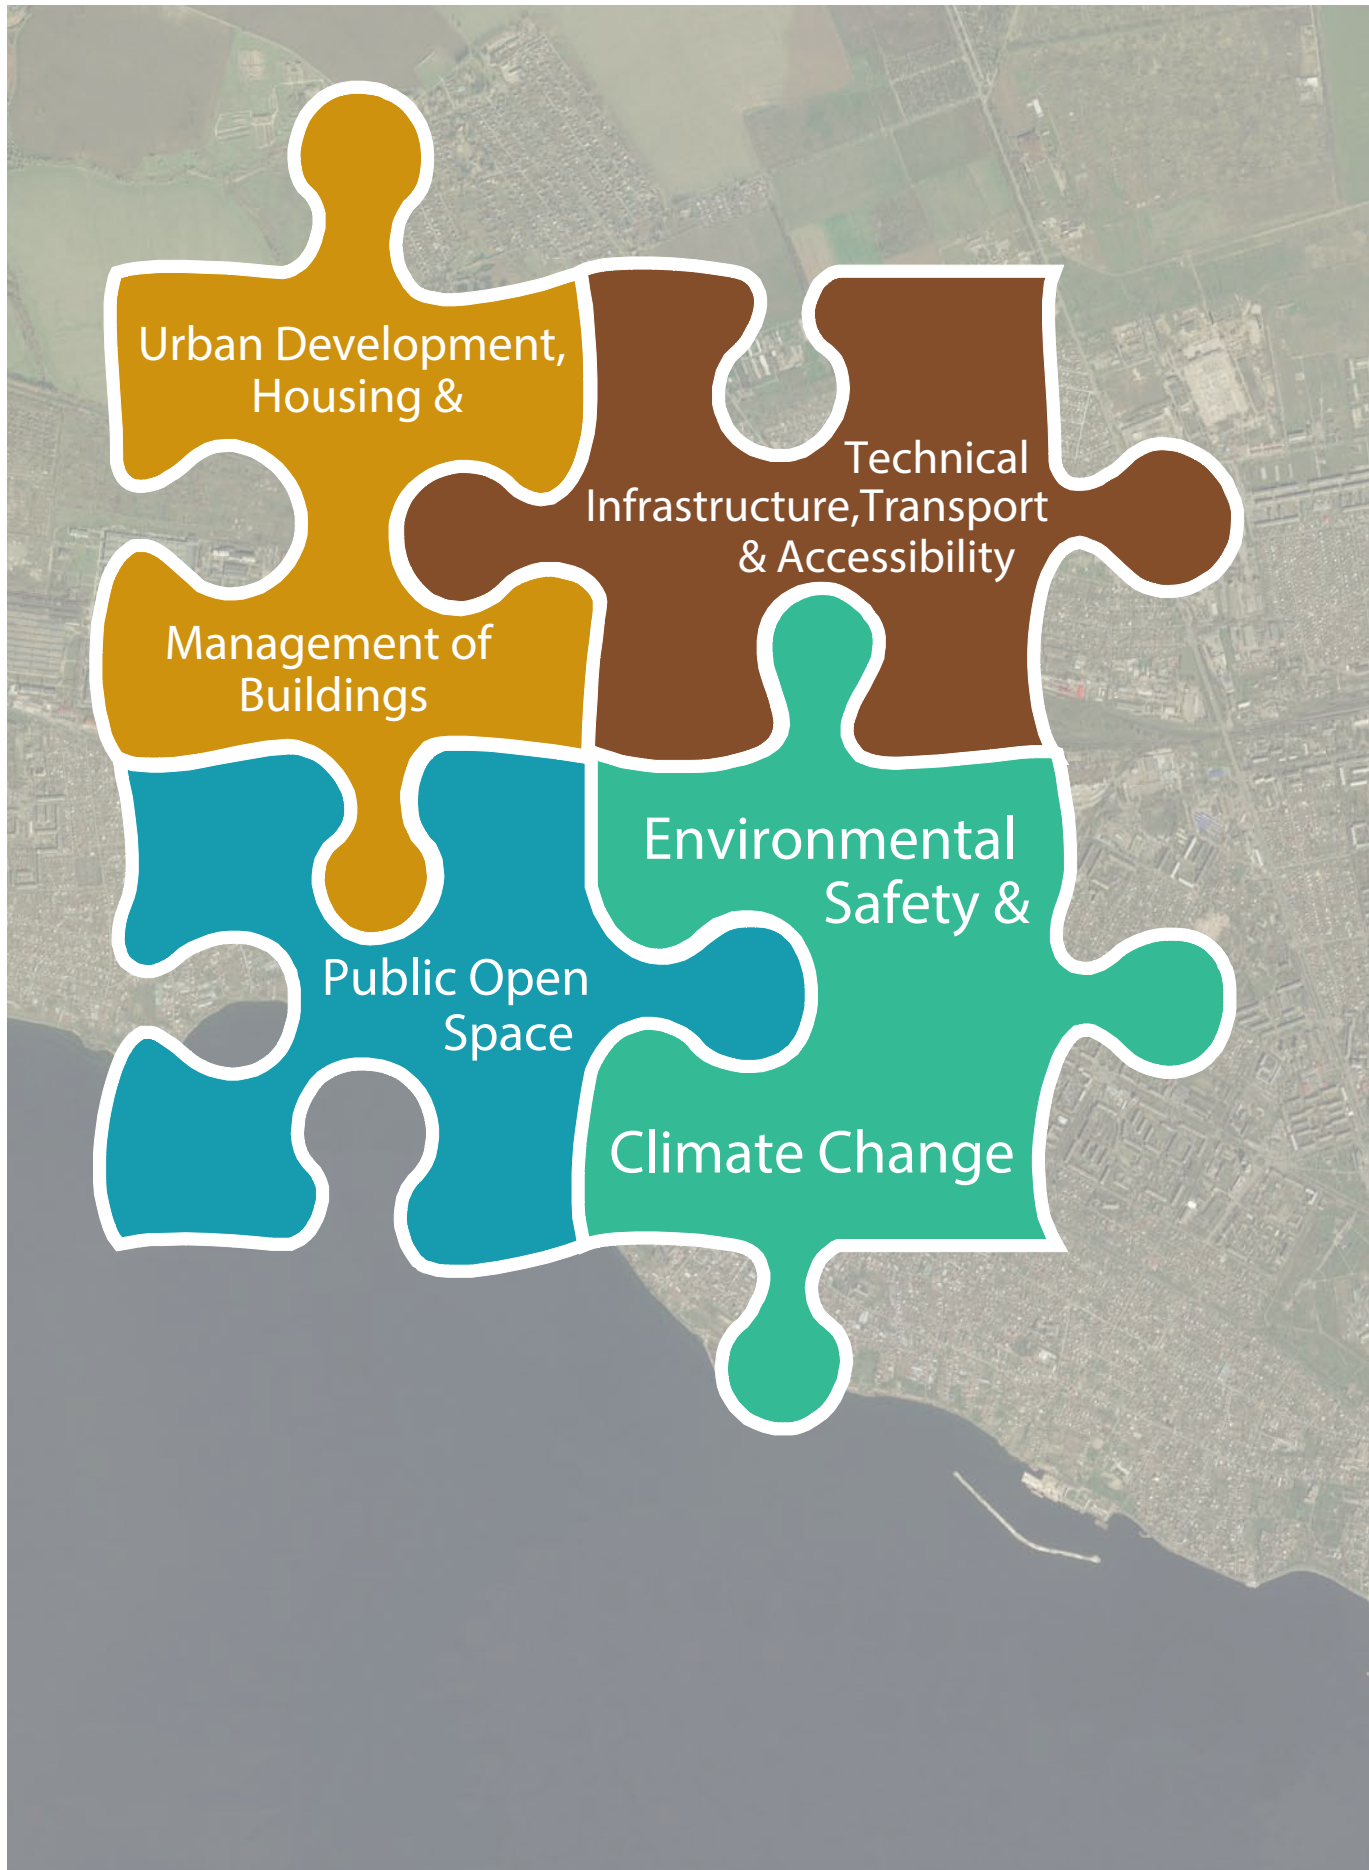 Urban Development,
Housing &
Management of
Buildings
Technical
Infrastructure,Transport
& Accessibility
Public Open
Space
Environmental
Safety &
Climate Change